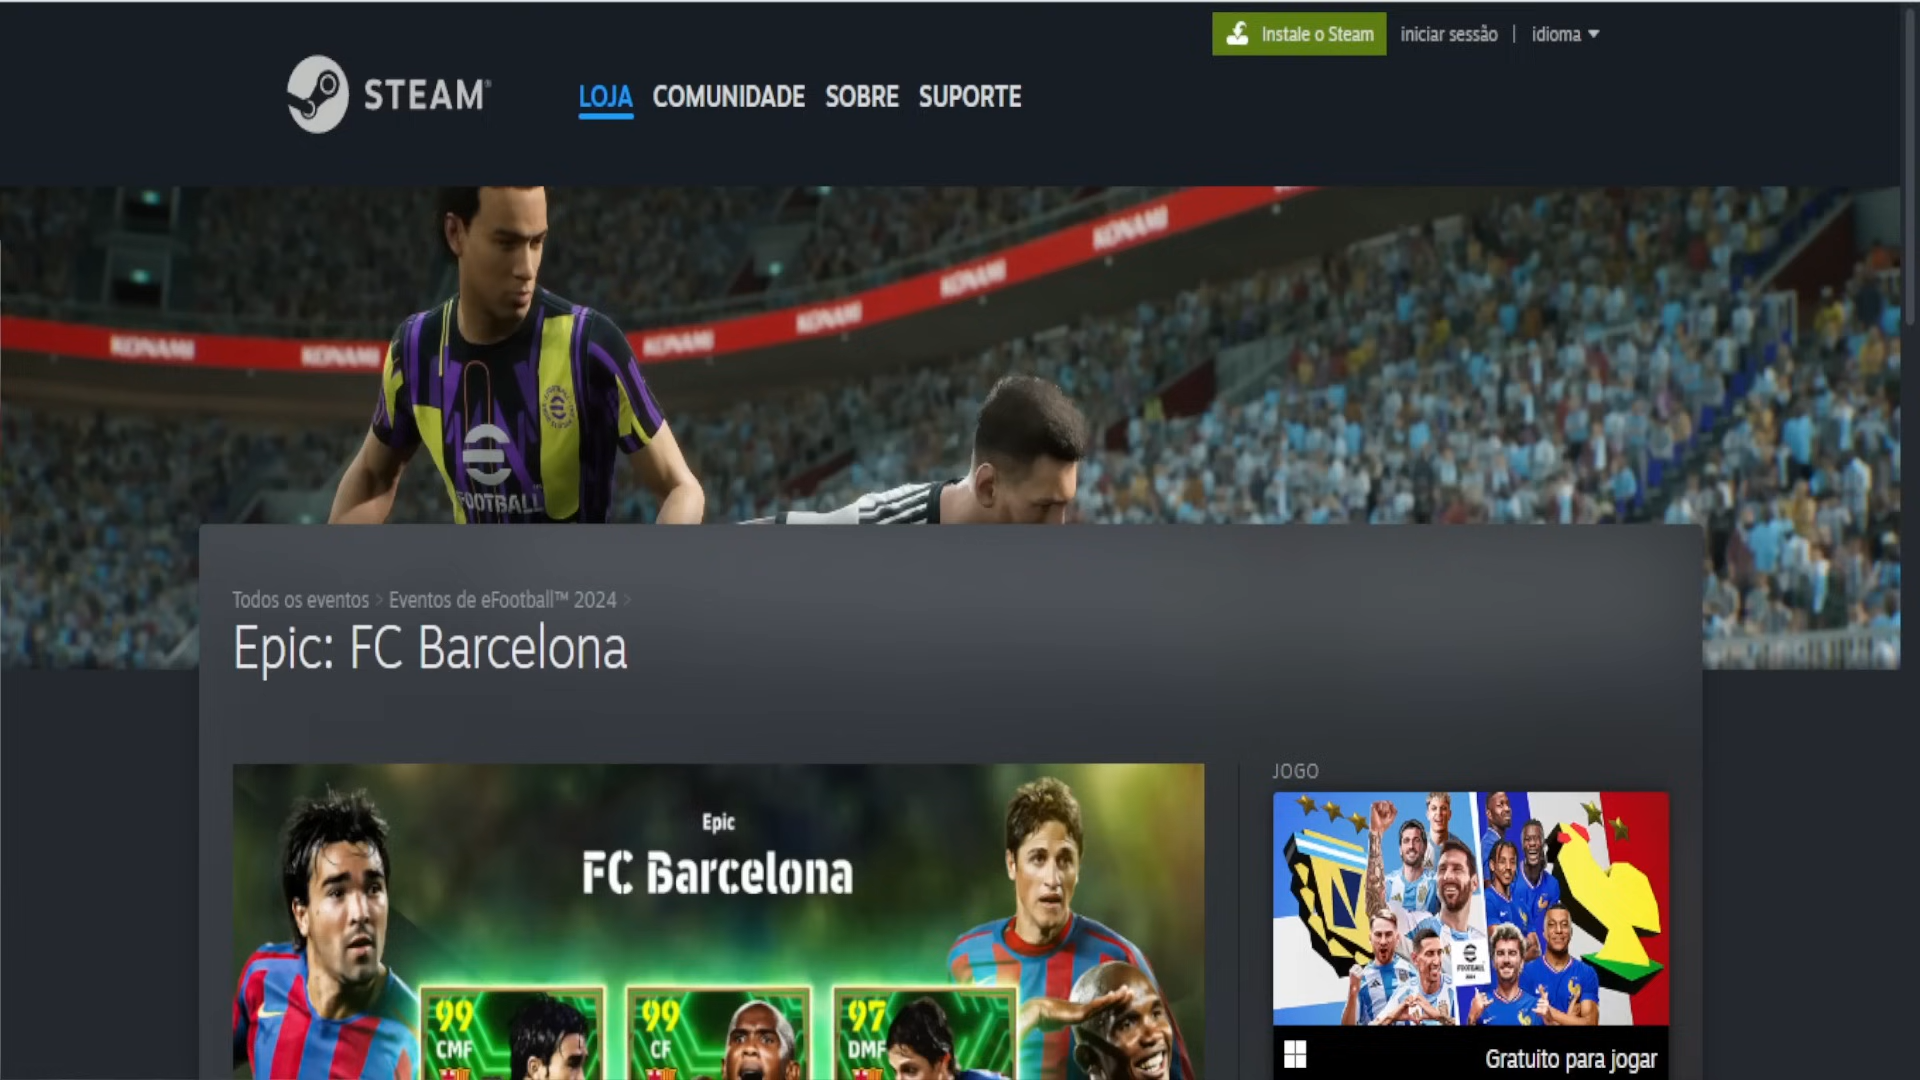 Instale o Steam
iniciar sessão | idioma
STEAM®
LOJA COMUNIDADE SOBRE SUPORTE
KONAMI
KONAMI
KONAMI
KONAMI
KONAMI
KONAMI
FOOTBALL
Todos os eventos > Eventos de eFootball™ 2024 >
Epic: FC Barcelona
Epic
FC Barcelona
99
CMF
99
CF
97
DMF
JOGO
Gratuito para jogar